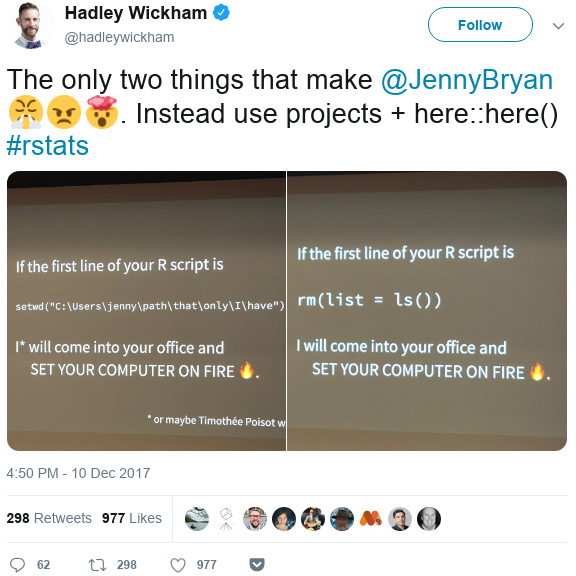 Hadley Wickham
@hadleywickham
Follow
The only two things that make @JennyBryan
😤😠🤯. Instead use projects + here::here()
#rstats
If the first line of your R script is
setwd("C:\Users\jenny\path\that\only\I\have")
I* will come into your office and
SET YOUR COMPUTER ON FIRE 🔥.
* or maybe Timothée Poisot w
If the first line of your R script is
rm(list = ls())
I will come into your office and
SET YOUR COMPUTER ON FIRE 🔥.
4:50 PM - 10 Dec 2017
298 Retweets 977 Likes
62 298 977